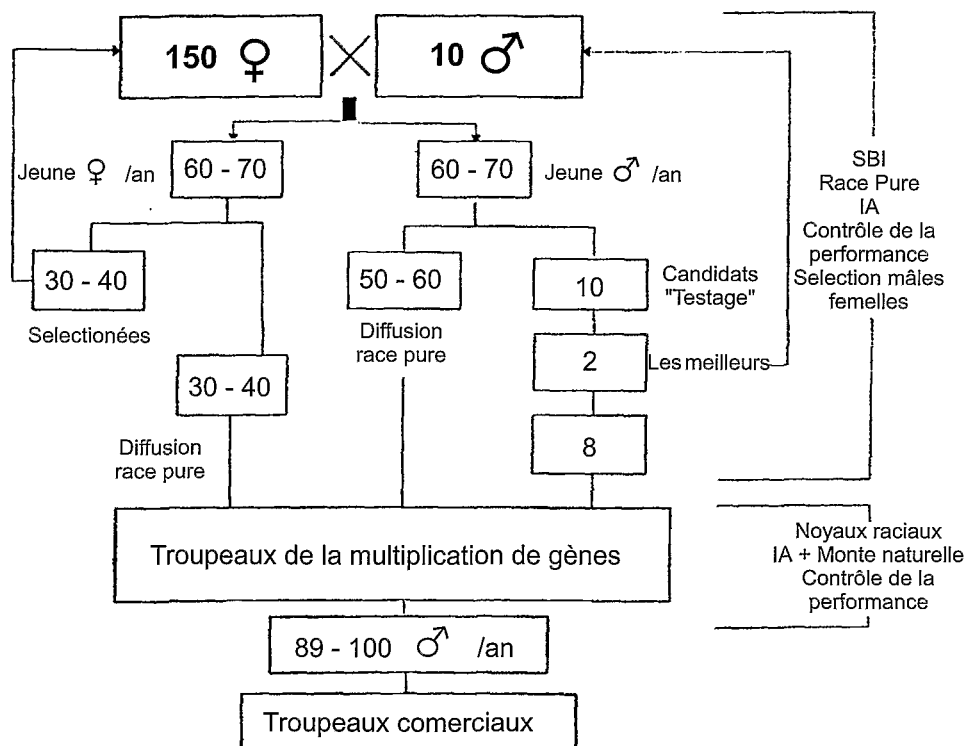 150 ♀
10 ♂
Jeune ♀ /an
60 - 70
60 - 70
Jeune ♂ /an
30 - 40
Selectionées
50 - 60
Diffusion
race pure
10
Candidats
"Testage"
2
Les meilleurs
30 - 40
Diffusion
race pure
8
SBI
Race Pure
IA
Contrôle de la
performance
Selection mâles
femelles
Troupeaux de la multiplication de gènes
Noyaux raciaux
IA + Monte naturelle
Contrôle de la
performance
89 - 100 ♂ /an
Troupeaux comerciaux